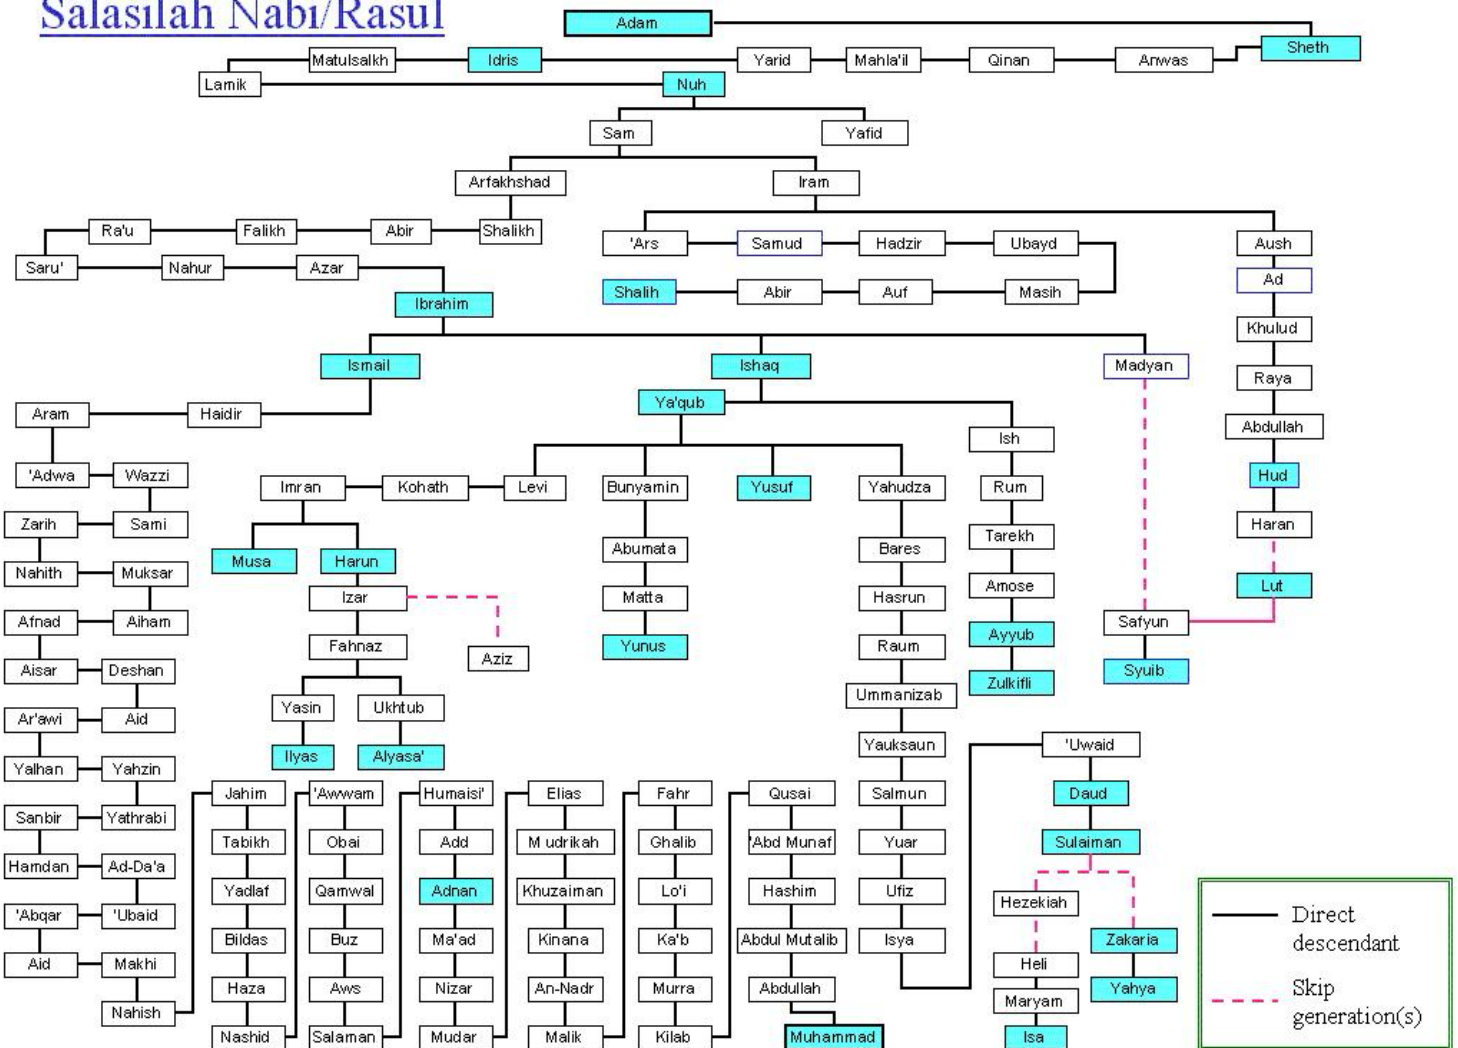 Salasilah Nabi/Rasul
Adam
Sheth
Matulsalkh
Idris
Yarid
Mahla'il
Qinan
Anwas
Lamik
Nuh
Sam
Yafid
Arfakhshad
Iram
Ra'u
Falikh
Abir
Shalikh
'Ars
Samud
Hadzir
Ubayd
Aush
Saru'
Nahur
Azar
Ad
Ibrahim
Shalih
Abir
Auf
Masih
Khulud
Ismail
Ishaq
Madyan
Raya
Aram
Haidir
Ya'qub
Abdullah
Ish
'Adwa
Wazzi
Imran
Kohath
Levi
Bunyamin
Yusuf
Yahudza
Rum
Hud
Zarih
Sami
Tarekh
Haran
Musa
Harun
Abumata
Bares
Nahith
Muksar
Amose
Lut
Izar
Matta
Hasrun
Afnad
Aiham
Safyun
Fahnaz
Aziz
Yunus
Raum
Ayyub
Aisar
Deshan
Syuib
Zulkifli
Yasin
Ukhtub
Ummanizab
Ar'awi
Aid
Ilyas
Alyasa'
Yauksaun
'Uwaid
Yalhan
Yahzin
Jahim
'Awwam
Humaisi'
Elias
Fahr
Qusai
Salmun
Daud
Sanbir
Yathrabi
Tabikh
Obai
Add
Mudrikah
Ghalib
'Abd Munaf
Yuar
Sulaiman
Hamdan
Ad-Da'a
Yadlaf
Qamwal
Adnan
Khuzaiman
Lo'i
Hashim
Ufiz
Hezekiah
'Abqar
'Ubaid
Bildas
Buz
Ma'ad
Kinana
Ka'b
Abdul Mutalib
Isya
Zakaria
Aid
Makhi
Heli
Haza
Aws
Nizar
An-Nadr
Murra
Abdullah
Yahya
Maryam
Nahish
Nashid
Salaman
Mudar
Malik
Kilab
Muhammad
Isa
Direct
descendant
Skip
generation(s)